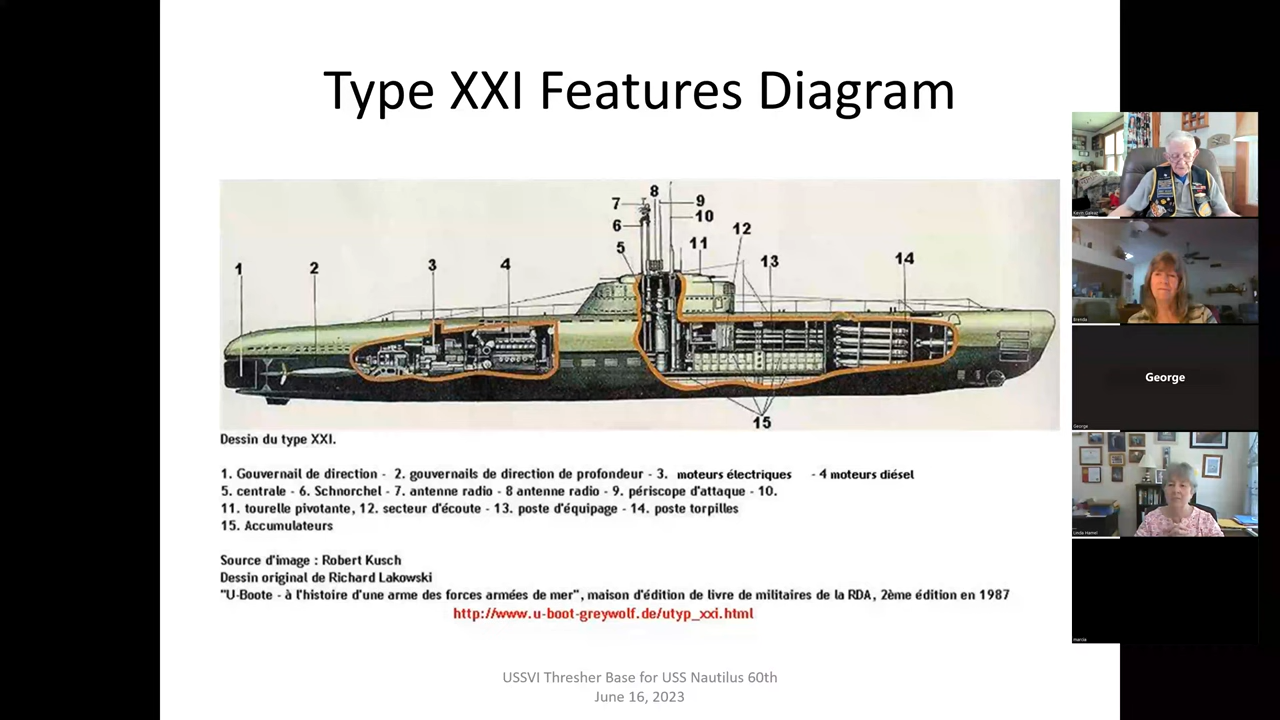 Type XXI Features Diagram
1
2
3
4
5
6
7
8
9
10
11
12
13
14
15
Dessin du type XXI.
1. Gouvernail de direction - 2. gouvernails de direction de profondeur - 3. moteurs électriques - 4 moteurs diésel
5. centrale - 6. Schnorchel - 7. antenne radio - 8 antenne radio - 9. périscope d'attaque - 10.
11. tourelle pivotante, 12. secteur d'écoute - 13. poste d'équipage - 14. poste torpilles
15. Accumulateurs
Source d'image : Robert Kusch
Dessin original de Richard Lakowski
"U-Boote - à l'histoire d'une arme des forces armées de mer", maison d'édition de livre de militaires de la RDA, 2ème édition en 1987
http://www.u-boot-greywolf.de/utyp_xxi.html
USSVI Thresher Base for USS Nautilus 60th
June 16, 2023
Brenda
George
George
Linda Hamel
marcia